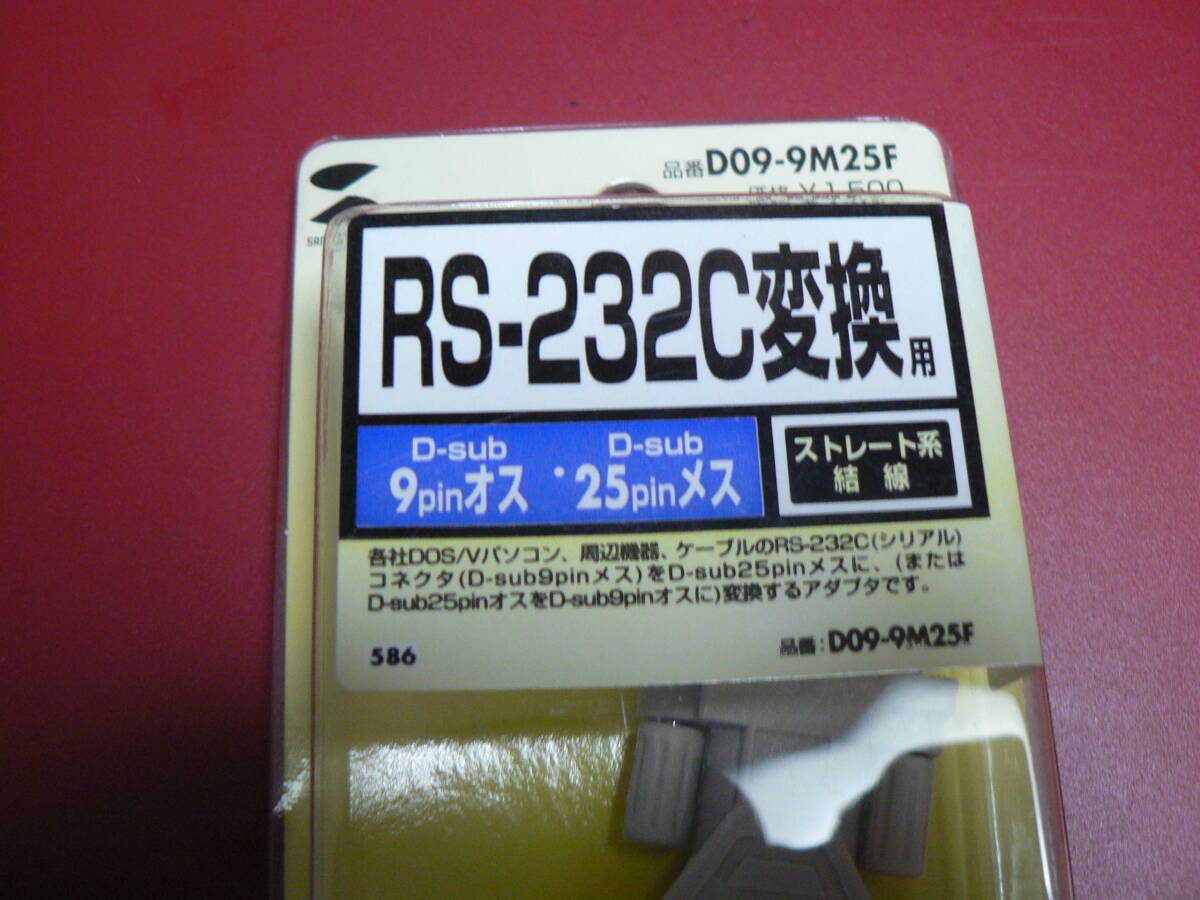 品番D09-9M25F
価格 ¥1,500
RS-232C変換用
D-sub D-sub
9pinオス・25pinメス
ストレート系
結線
各社DOS/Vパソコン、周辺機器、ケーブルのRS-232C(シリアル)
コネクタ(D-sub9pinメス)をD-sub25pinメスに、(または
D-sub25pinオスをD-sub9pinオスに)変換するアダプタです。
586
品番:D09-9M25F